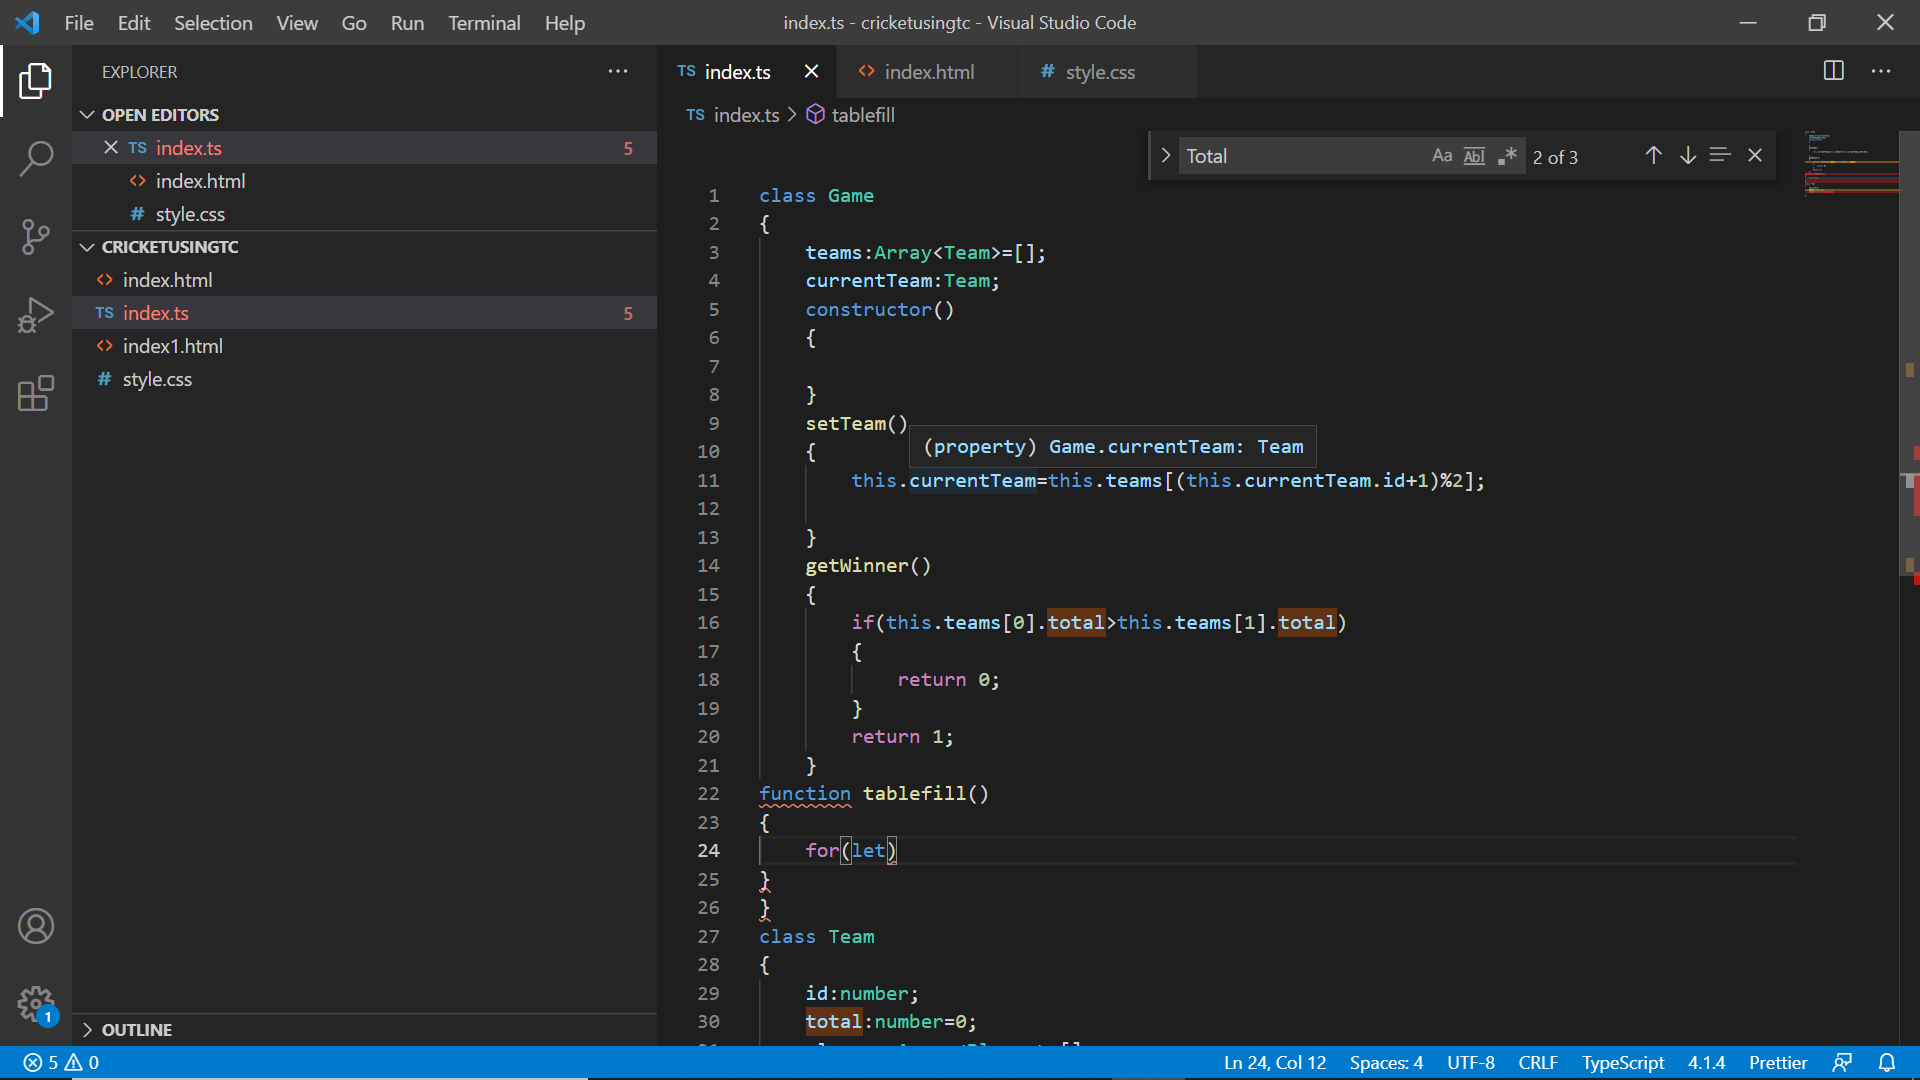 File Edit Selection View Go Run Terminal Help
index.ts - cricketusingtc - Visual Studio Code
EXPLORER
OPEN EDITORS
TS index.ts 5
<> index.html
# style.css
CRICKETUSINGTC
<> index.html
TS index.ts 5
<> index1.html
# style.css
OUTLINE
1
TS index.ts
<> index.html
# style.css
TS index.ts > tablefill
Total Aa Abl .* 2 of 3
1 class Game
2 {
3 teams:Array<Team>=[];
4 currentTeam:Team;
5 constructor()
6 {
7
8 }
9 setTeam()
(property) Game.currentTeam: Team
10 {
11 this.currentTeam=this.teams[(this.currentTeam.id+1)%2];
12
13 }
14 getWinner()
15 {
16 if(this.teams[0].total>this.teams[1].total)
17 {
18 return 0;
19 }
20 return 1;
21 }
22 function tablefill()
23 {
24 for(let)
25 }
26 }
27 class Team
28 {
29 id:number;
30 total:number=0;
5 0
Ln 24, Col 12 Spaces: 4 UTF-8 CRLF TypeScript 4.1.4 Prettier